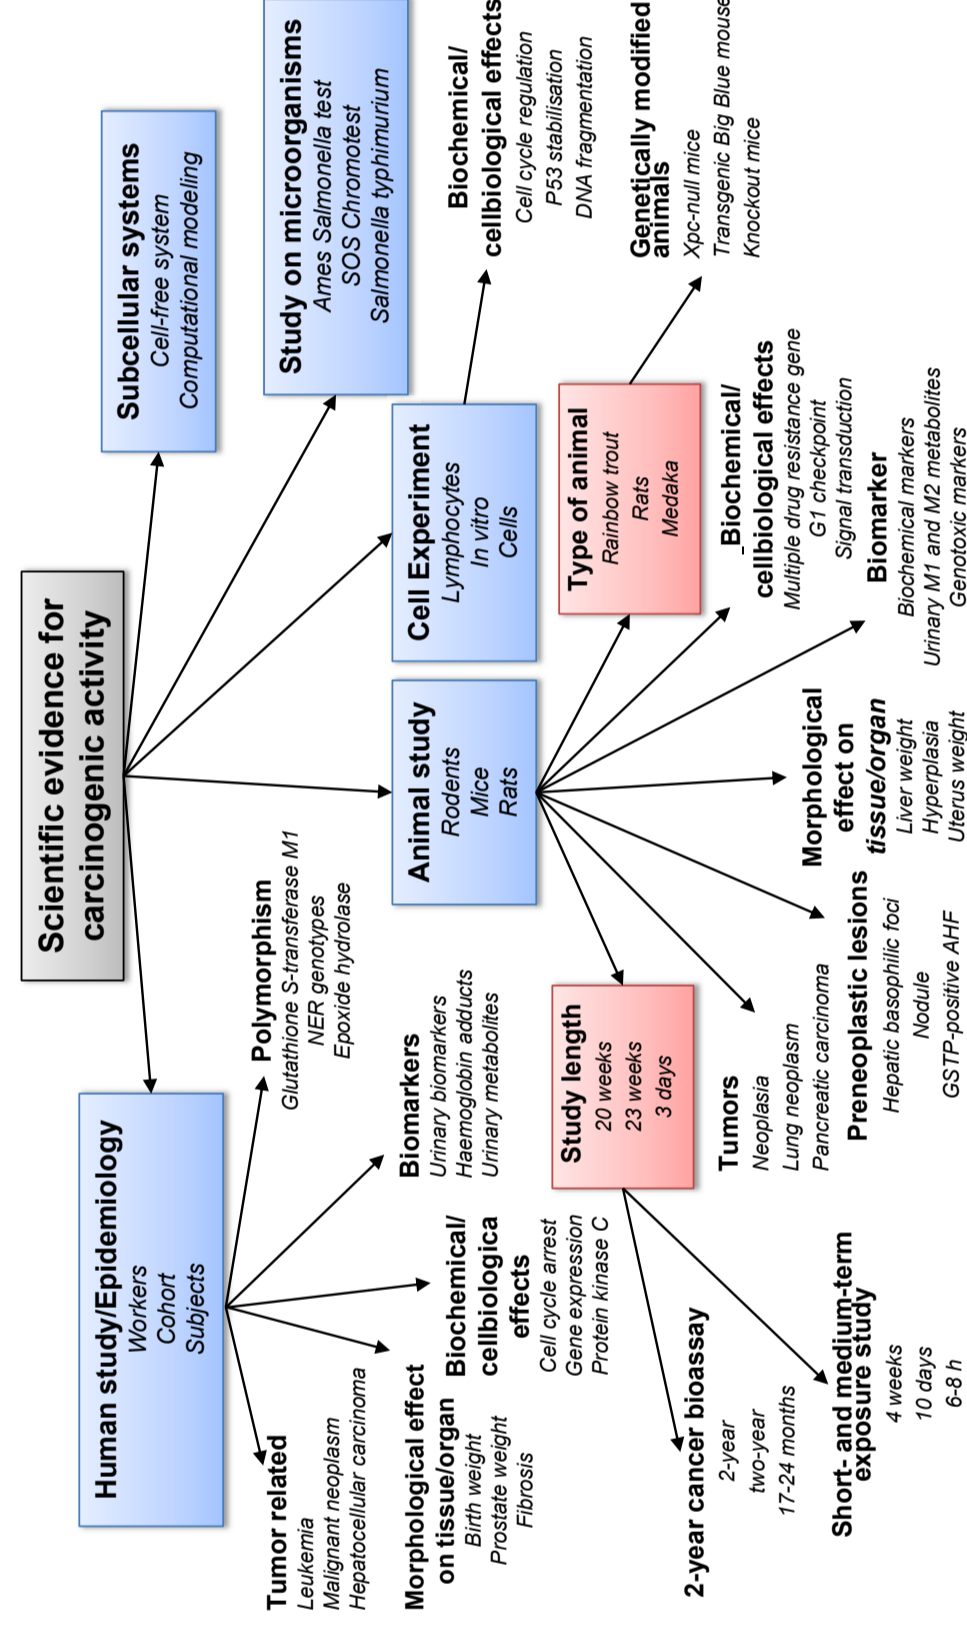 Scientific evidence for
carcinogenic activity
Human study/Epidemiology
Workers
Cohort
Subjects
Tumor related
Leukemia
Malignant neoplasm
Hepatocellular carcinoma
Morphological effect
on tissue/organ
Birth weight
Prostate weight
Fibrosis
Biochemical/
cellbiologica
effects
Cell cycle arrest
Gene expression
Protein kinase C
Biomarkers
Urinary biomarkers
Haemoglobin adducts
Urinary metabolites
Polymorphism
Glutathione S-transferase M1
NER genotypes
Epoxide hydrolase
Animal study
Rodents
Mice
Rats
Study length
20 weeks
23 weeks
3 days
2-year cancer bioassay
2-year
two-year
17-24 months
Short- and medium-term
exposure study
4 weeks
10 days
6-8 h
Tumors
Neoplasia
Lung neoplasm
Pancreatic carcinoma
Preneoplastic lesions
Hepatic basophilic foci
Nodule
GSTP-positive AHF
Morphological
effect on
tissue/organ
Liver weight
Hyperplasia
Uterus weight
Biomarker
Biochemical markers
Urinary M1 and M2 metabolites
Genotoxic markers
Biochemical/
cellbiological effects
Multiple drug resistance gene
G1 checkpoint
Signal transduction
Type of animal
Rainbow trout
Rats
Medaka
Genetically modified
animals
Xpc-null mice
Transgenic Big Blue mouse
Knockout mice
Cell Experiment
Lymphocytes
In vitro
Cells
Biochemical/
cellbiological effects
Cell cycle regulation
P53 stabilisation
DNA fragmentation
Study on microorganisms
Ames Salmonella test
SOS Chromotest
Salmonella typhimurium
Subcellular systems
Cell-free system
Computational modeling